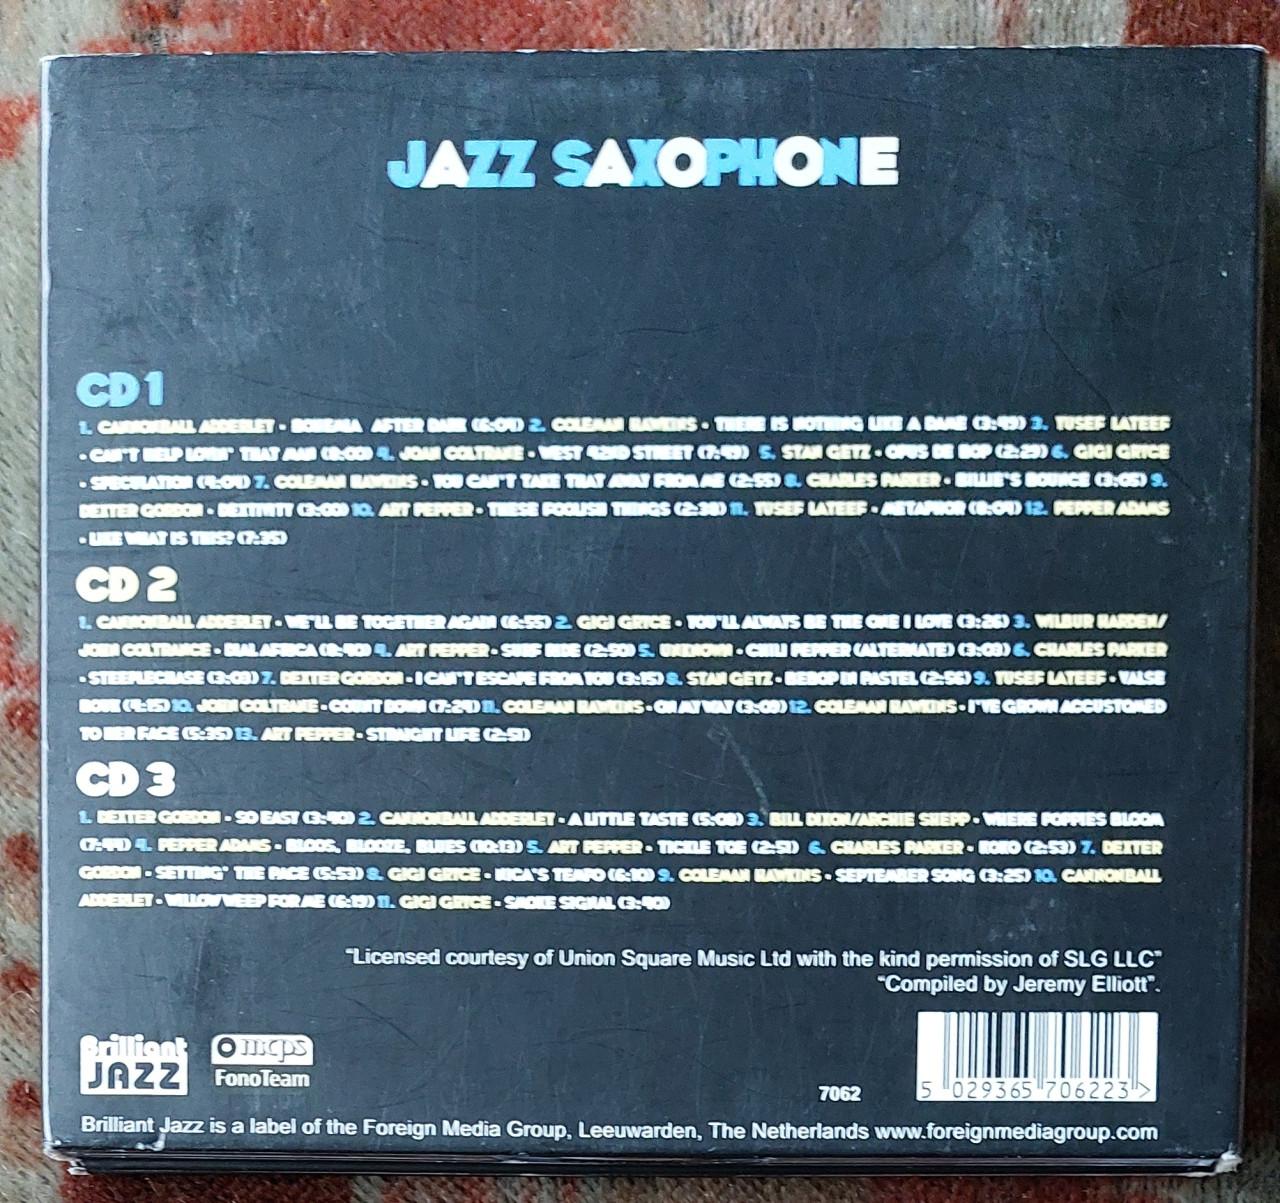 JAZZ SAXOPHONE
CD 1
1. CANNONBALL ADDERLEY - BOHEMIA AFTER DARK (6:04) 2. COLEMAN HAWKINS - THERE IS NOTHING LIKE A DAME (3:49) 3. YUSEF LATEEF
- CAN'T HELP LOVIN' THAT MAN (8:00) 4. JOHN COLTRANE - WEST 42ND STREET (7:49) 5. STAN GETZ - OPUS DE BOP (2:29) 6. GIGI GRYCE
- SPECULATION (4:04) 7. COLEMAN HAWKINS - YOU CAN'T TAKE THAT AWAY FROM ME (2:55) 8. CHARLES PARKER - BILLIE'S BOUNCE (3:05) 9.
DEXTER GORDON - DEXTIVITY (3:00) 10. ART PEPPER - THESE FOOLISH THINGS (2:38) 11. YUSEF LATEEF - METAPHOR (8:04) 12. PEPPER ADAMS
- LIKE WHAT IS THIS? (7:35)
CD 2
1. CANNONBALL ADDERLEY - WE'LL BE TOGETHER AGAIN (6:55) 2. GIGI GRYCE - YOU'LL ALWAYS BE THE ONE I LOVE (3:26) 3. WILBUR HARDEN/
JOHN COLTRANCE - DIAL AFRICA (8:40) 4. ART PEPPER - SURF RIDE (2:50) 5. UNKNOWN - CHILI PEPPER (ALTERNATE) (3:03) 6. CHARLES PARKER
- STEEPLECHASE (3:03) 7. DEXTER GORDON - I CAN'T ESCAPE FROM YOU (3:15) 8. STAN GETZ - BEBOP IN PASTEL (2:56) 9. YUSEF LATEEF - VALSE
BOUK (4:15) 10. JOHN COLTRANE - COUNT DOWN (7:24) 11. COLEMAN HAWKINS - ON MY WAY (3:09) 12. COLEMAN HAWKINS - I'VE GROWN ACCUSTOMED
TO HER FACE (5:35) 13. ART PEPPER - STRAIGHT LIFE (2:51)
CD 3
1. DEXTER GORDON - SO EASY (3:40) 2. CANNONBALL ADDERLEY - A LITTLE TASTE (5:08) 3. BILL DIXON/ARCHIE SHEPP - WHERE POPPIES BLOOM
(7:44) 4. PEPPER ADAMS - BLOOS, BLOOZE, BLUES (10:13) 5. ART PEPPER - TICKLE TOE (2:51) 6. CHARLES PARKER - KOKO (2:53) 7. DEXTER
GORDON - SETTING' THE PACE (5:53) 8. GIGI GRYCE - NICA'S TEMPO (6:10) 9. COLEMAN HAWKINS - SEPTEMBER SONG (3:25) 10. CANNONBALL
ADDERLEY - WILLOW WEEP FOR ME (6:19) 11. GIGI GRYCE - SMOKE SIGNAL (3:40)
"Licensed courtesy of Union Square Music Ltd with the kind permission of SLG LLC"
"Compiled by Jeremy Elliott".
Brilliant JAZZ
mcps
FonoTeam
7062
5 029365 706223 >
Brilliant Jazz is a label of the Foreign Media Group, Leeuwarden, The Netherlands www.foreignmediagroup.com